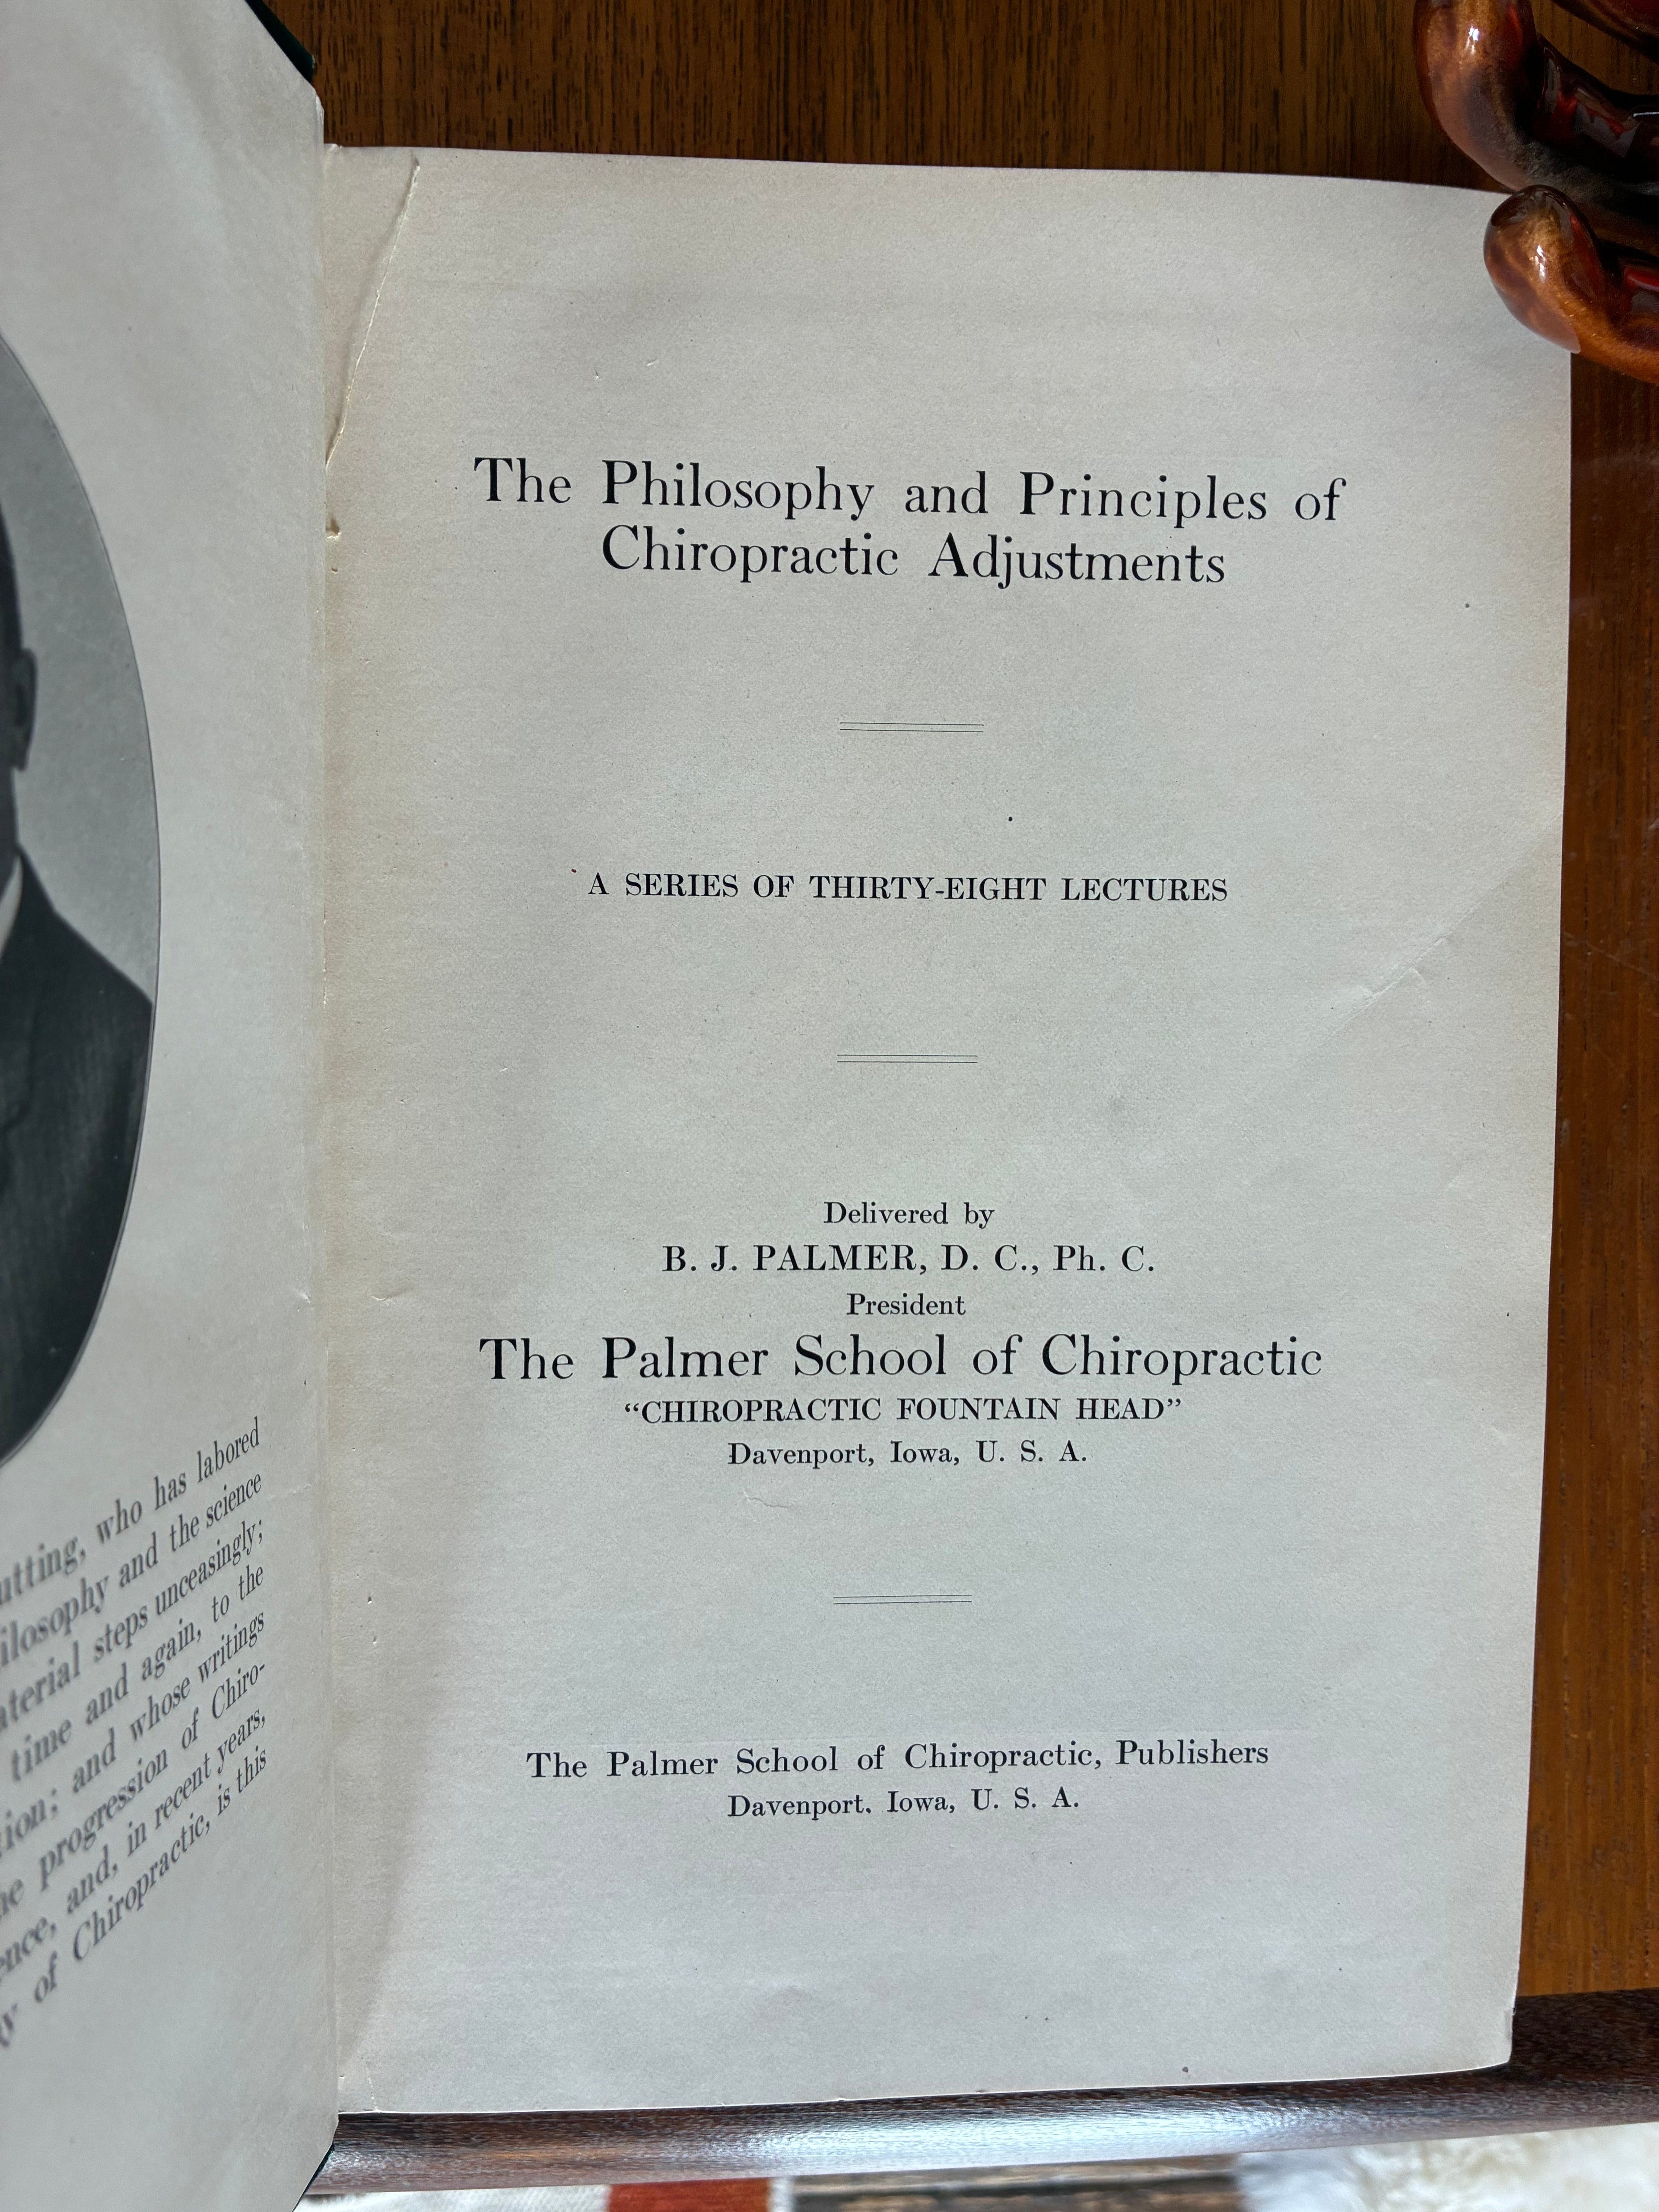 who has labored
and the science
steps unceasingly;
time and again, to the
and whose writings
progression of Chiro-
and, in recent years,
of Chiropractic, is this
The Philosophy and Principles of
Chiropractic Adjustments
A SERIES OF THIRTY-EIGHT LECTURES
Delivered by
B. J. PALMER, D. C., Ph. C.
President
The Palmer School of Chiropractic
“CHIROPRACTIC FOUNTAIN HEAD”
Davenport, Iowa, U. S. A.
The Palmer School of Chiropractic, Publishers
Davenport. Iowa, U. S. A.